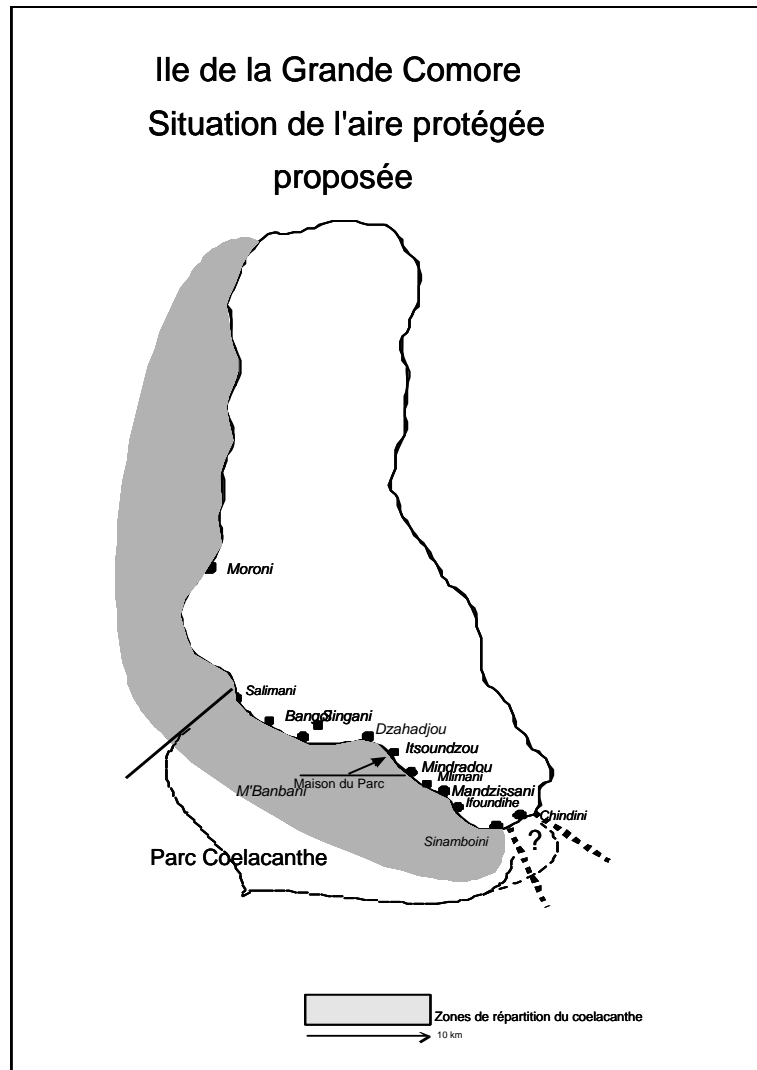 Ile de la Grande Comore
Situation de l'aire protégée
proposée
Moroni
Salimani
Singani
Dzahadjou
Itsoundzou
Mindradou
Mlimani
Maison du Parc
M'Banbani
Mandzissani
Ifoundihe
Chindini
Sinamboini
?
Parc Coelacanthe
Zones de répartition du coelacanthe
10 km